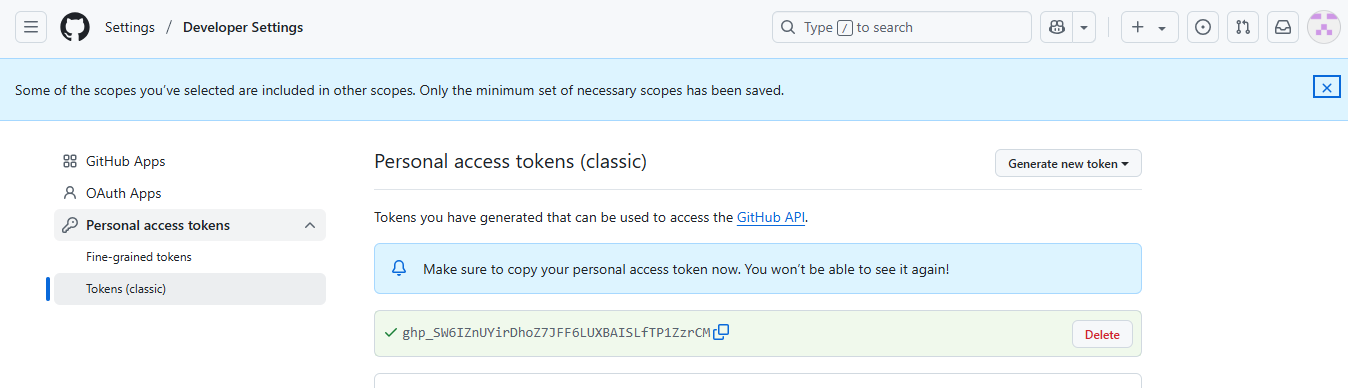 Settings / Developer Settings
Type / to search
Some of the scopes you've selected are included in other scopes. Only the minimum set of necessary scopes has been saved.
GitHub Apps
OAuth Apps
Personal access tokens
Fine-grained tokens
Tokens (classic)
Personal access tokens (classic)
Generate new token
Tokens you have generated that can be used to access the GitHub API.
Make sure to copy your personal access token now. You won't be able to see it again!
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
Delete